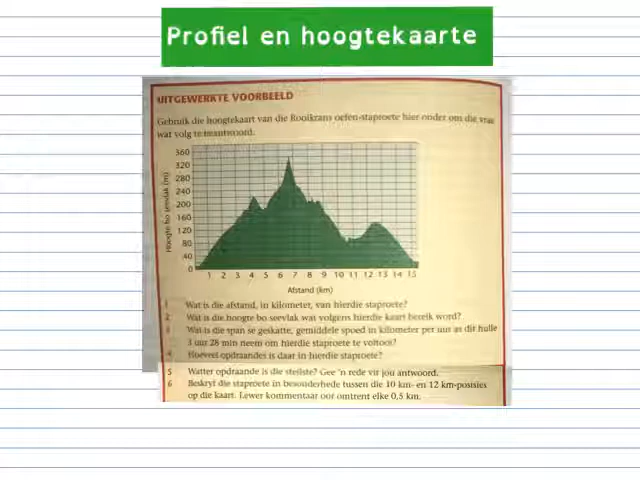 Profiel en hoogtekaarte
UITGEWERKTE VOORBEELD
Gebruik die hoogtekaart van die Rooikrans oefen-staproete hier onder om die vrae
wat volg te beantwoord.
Hoogte bo seevlak (m)
360
320
280
240
200
160
120
80
40
0
1 2 3 4 5 6 7 8 9 10 11 12 13 14 15
Afstand (km)
1 Wat is die afstand, in kilometer, van hierdie staproete?
2 Wat is die hoogte bo seevlak wat volgens hierdie kaart bereik word?
3 Wat is die span se geskatte, gemiddelde spoed in kilometer per uur as dit hulle
3 uur 28 min neem om hierdie staproete te voltooi?
4 Hoeveel opdraandes is daar in hierdie staproete?
5 Watter opdraande is die steilste? Gee 'n rede vir jou antwoord.
6 Beskryf die staproete in besonderhede tussen die 10 km- en 12 km-posisies
op die kaart. Lewer kommentaar oor omtrent elke 0,5 km.